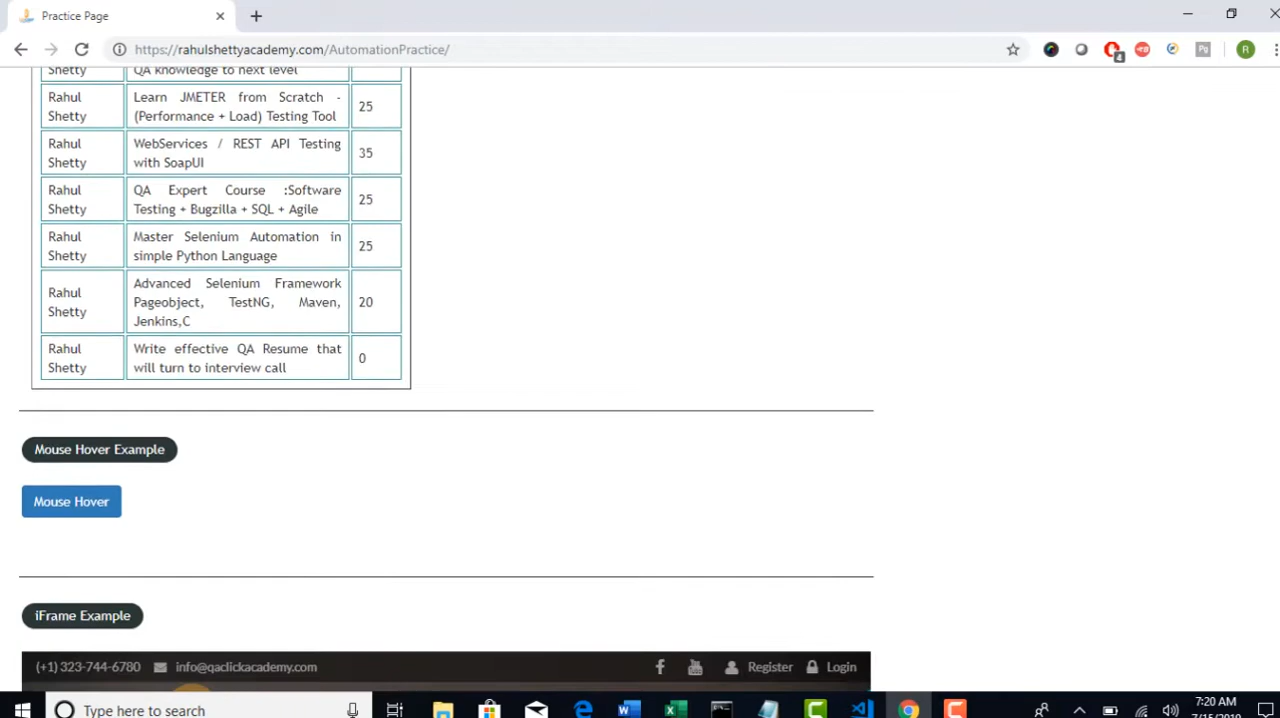 Practice Page
https://rahulshettyacademy.com/AutomationPractice/
4
Po
R
Shetty
QA knowledge to next level
Rahul Shetty
Learn JMETER from Scratch -
(Performance + Load) Testing Tool
25
Rahul Shetty
WebServices / REST API Testing
with SoapUI
35
Rahul Shetty
QA Expert Course :Software
Testing + Bugzilla + SQL + Agile
25
Rahul Shetty
Master Selenium Automation in
simple Python Language
25
Rahul Shetty
Advanced Selenium Framework
Pageobject, TestNG, Maven,
Jenkins,C
20
Rahul Shetty
Write effective QA Resume that
will turn to interview call
0
Mouse Hover Example
Mouse Hover
iFrame Example
(+1) 323-744-6780 info@qaclickacademy.com Register Login
Type here to search
7:20 AM
7/15/2019